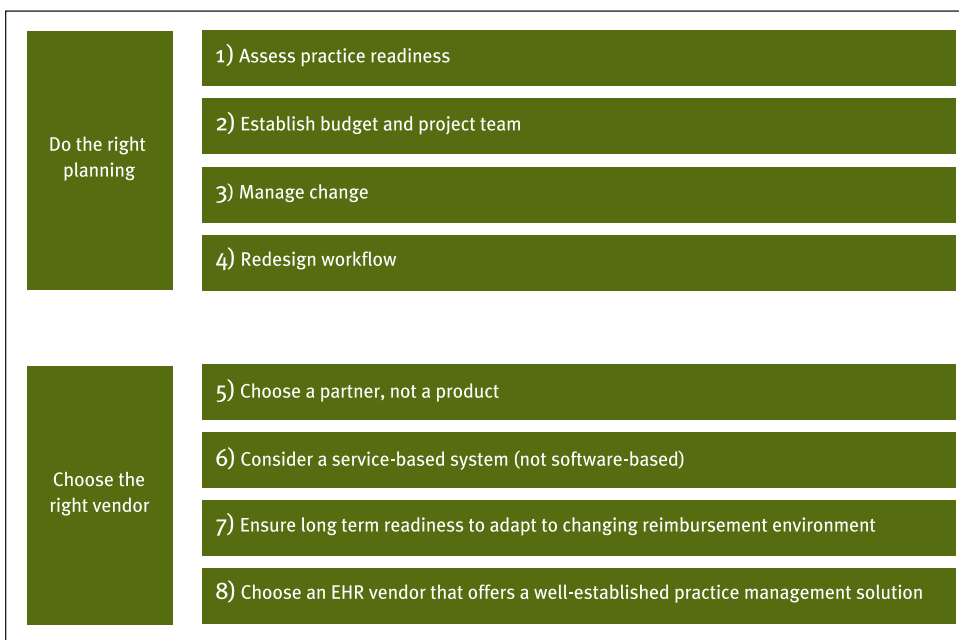 Do the right
planning
1) Assess practice readiness
2) Establish budget and project team
3) Manage change
4) Redesign workflow
Choose the
right vendor
5) Choose a partner, not a product
6) Consider a service-based system (not software-based)
7) Ensure long term readiness to adapt to changing reimbursement environment
8) Choose an EHR vendor that offers a well-established practice management solution